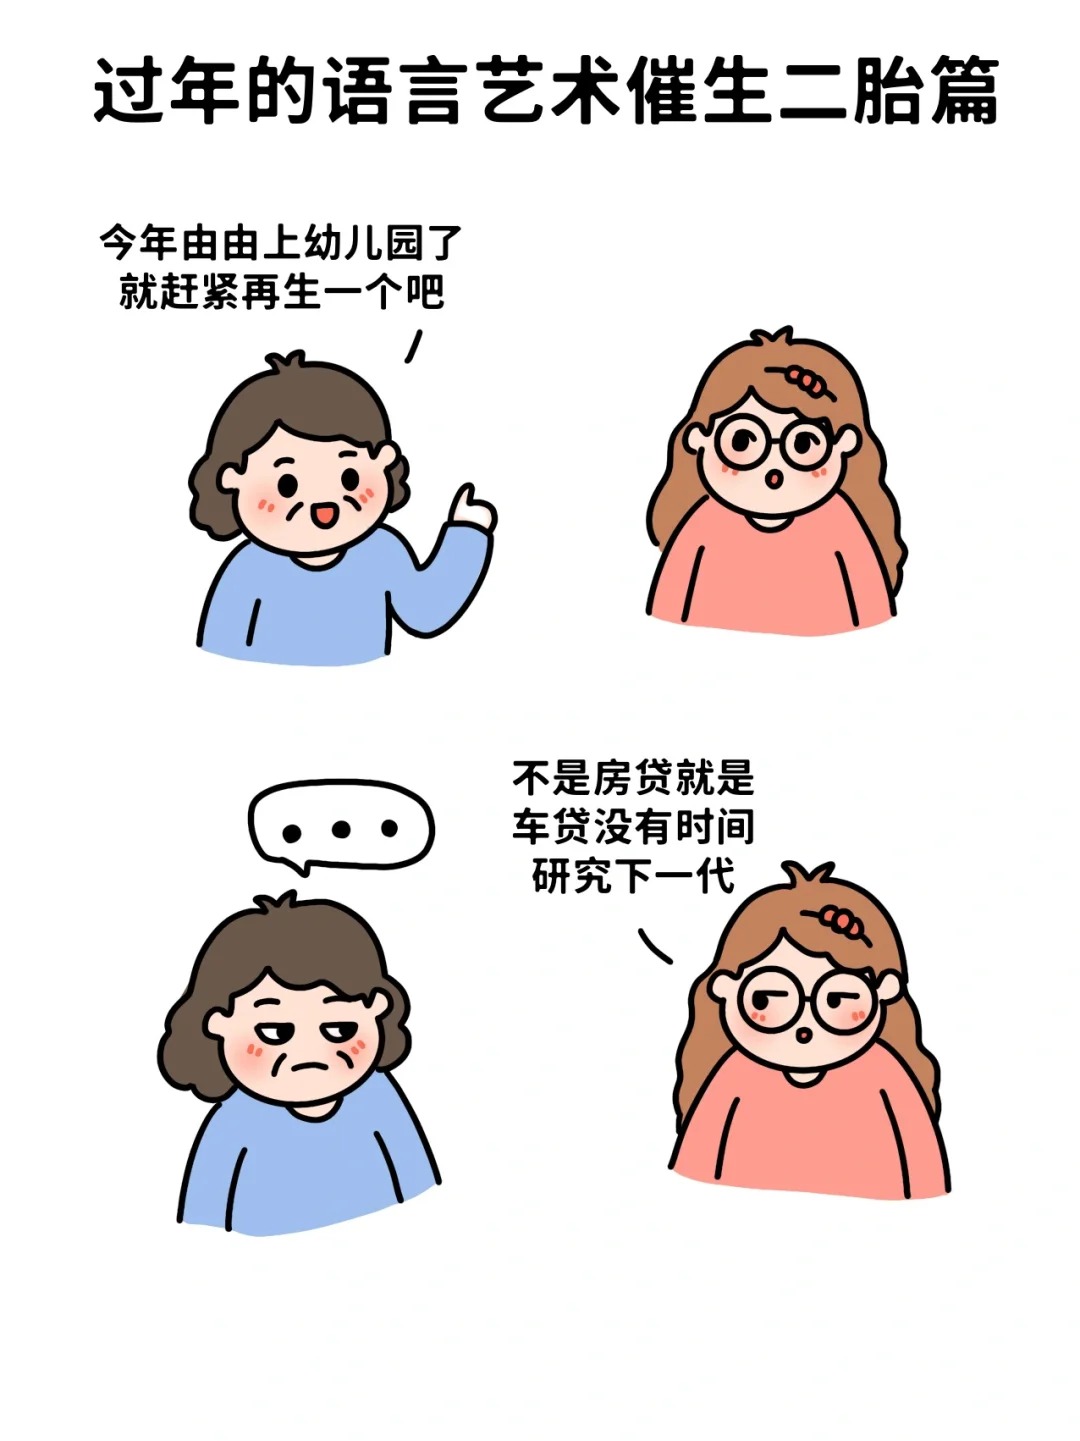 过年的语言艺术催生二胎篇
今年由由上幼儿园了
就赶紧再生一个吧
不是房贷就是
车贷没有时间
研究下一代